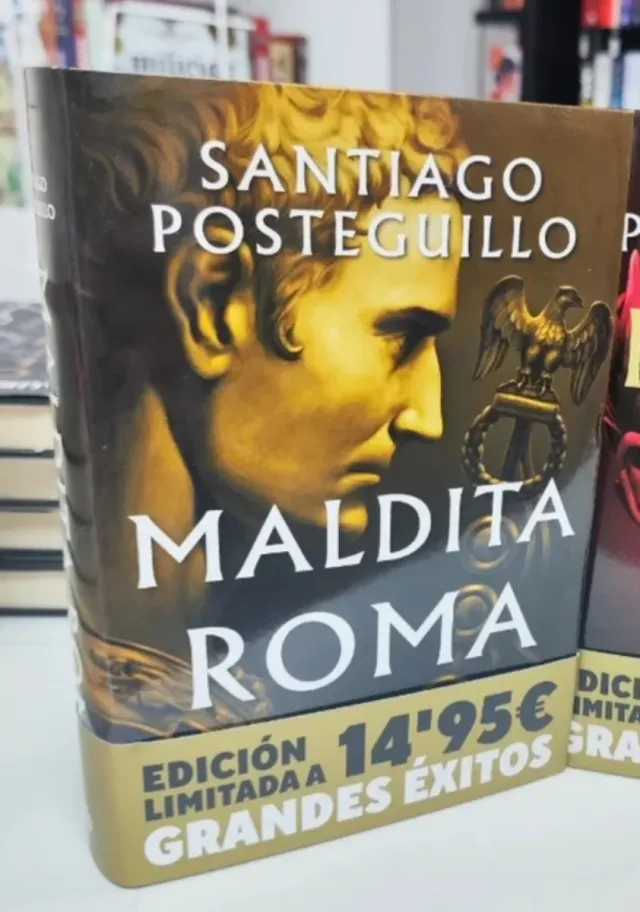 SANTIAGO
POSTEGUILLO
MALDITA
ROMA
EDICIÓN
LIMITADA A
14'95€
GRANDES ÉXITOS